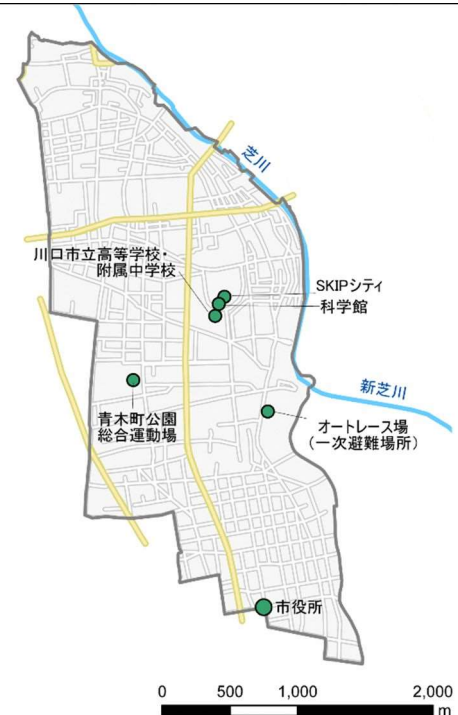 芝川
川口市立高等学校・
附属中学校
SKIPシティ
科学館
新芝川
青木町公園
総合運動場
オートレース場
(一次避難場所)
市役所
0 500 1,000 2,000
m